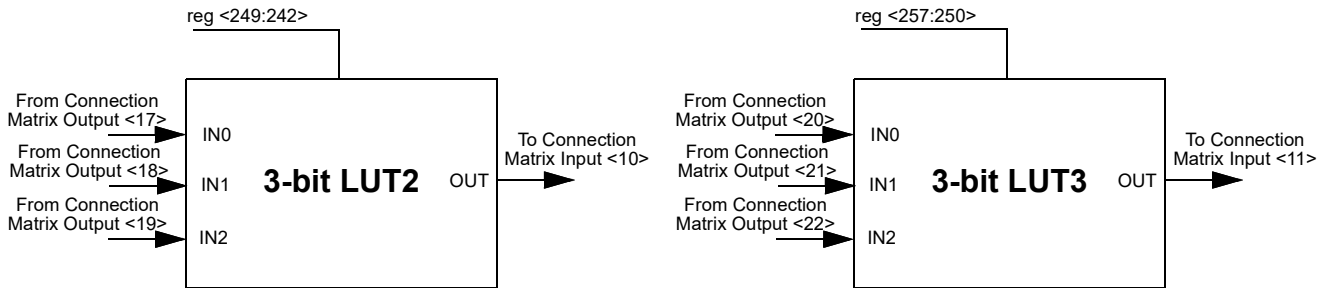 reg <249:242>
From Connection
Matrix Output <17>
IN0
From Connection
Matrix Output <18>
IN1
From Connection
Matrix Output <19>
IN2
3-bit LUT2
OUT
To Connection
Matrix Input <10>
reg <257:250>
From Connection
Matrix Output <20>
IN0
From Connection
Matrix Output <21>
IN1
From Connection
Matrix Output <22>
IN2
3-bit LUT3
OUT
To Connection
Matrix Input <11>